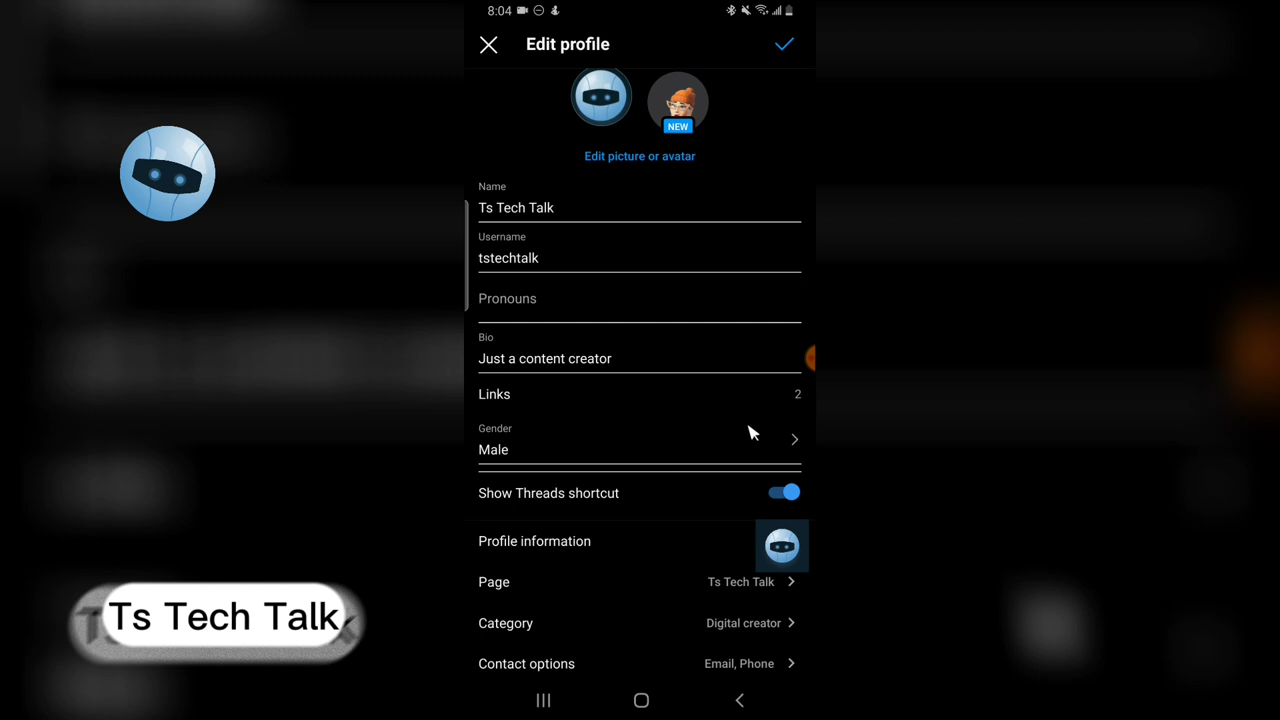 8:04
Edit profile
NEW
Edit picture or avatar
Name
Ts Tech Talk
Username
tstechtalk
Pronouns
Bio
Just a content creator
Links 2
Gender
Male
Show Threads shortcut
Profile information
Page Ts Tech Talk
Category Digital creator
Contact options Email, Phone
Ts Tech Talk